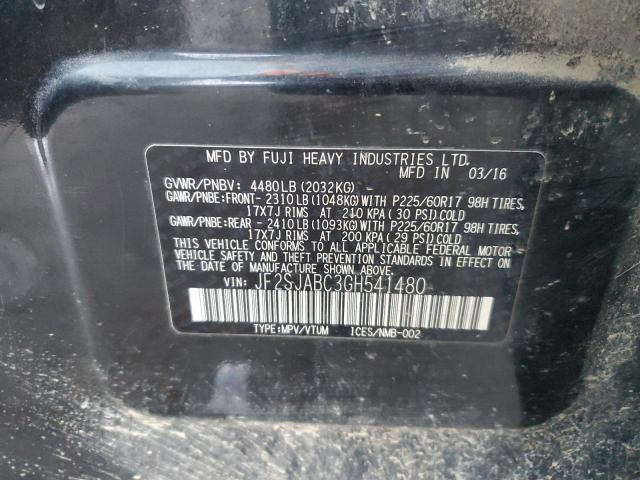 MFD BY FUJI HEAVY INDUSTRIES LTD.
MFD IN 03/16
GVWR/PNBV: 4480LB(2032KG)
GAWR/PNBE:FRONT-2310LB(1048KG)WITH P225/60R17 98H TIRES,
17X7J RIMS AT 210 KPA(30 PSI)COLD
GAWR/PNBE:REAR -2410LB(1093KG)WITH P225/60R17 98H TIRES,
17X7J RIMS AT 200 KPA(29 PSI)COLD
THIS VEHICLE CONFORMS TO ALL APPLICABLE FEDERAL MOTOR
VEHICLE SAFETY AND THEFT PREVENTION STANDARDS IN EFFECT
ON THE DATE OF MANUFACTURE SHOWN ABOVE.
VIN: JF2SJABC3GH541480
TYPE:MPV/VTUM ICES/NMB-002